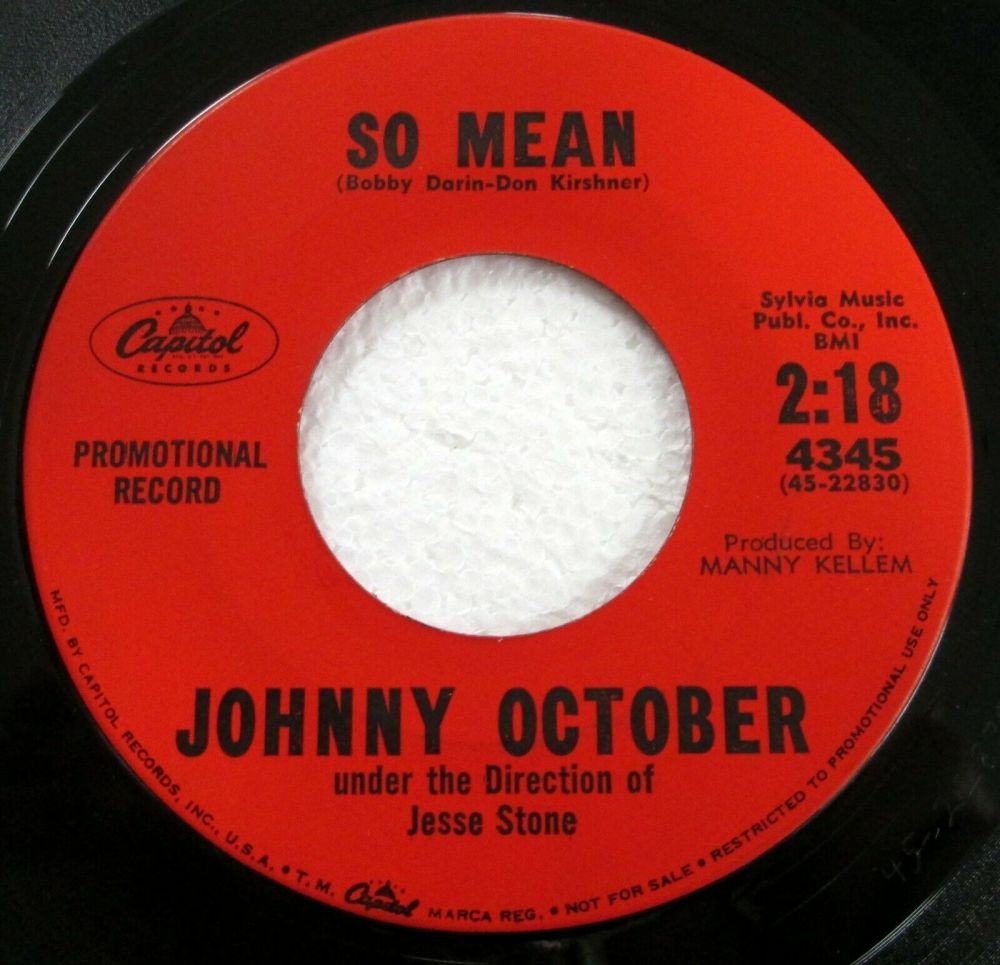 SO MEAN
(Bobby Darin-Don Kirshner)
Capitol
RECORDS
PROMOTIONAL
RECORD
Sylvia Music
Publ. Co., Inc.
BMI
2:18
4345
(45-22830)
Produced By:
MANNY KELLEM
JOHNNY OCTOBER
under the Direction of
Jesse Stone
MFD. BY CAPITOL RECORDS, INC., U.S.A. • T.M. Capitol MARCA REG. • NOT FOR SALE • RESTRICTED TO PROMOTIONAL USE ONLY